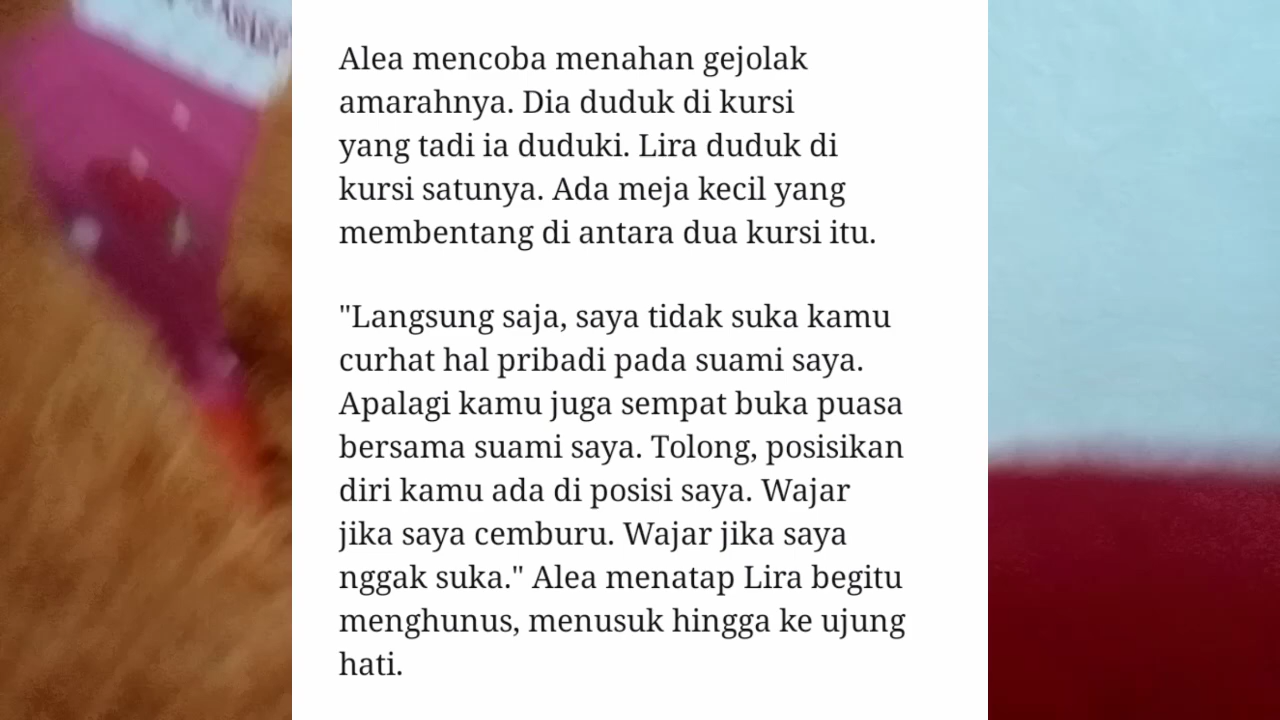 Alea mencoba menahan gejolak
amarahnya. Dia duduk di kursi
yang tadi ia duduki. Lira duduk di
kursi satunya. Ada meja kecil yang
membentang di antara dua kursi itu.
"Langsung saja, saya tidak suka kamu
curhat hal pribadi pada suami saya.
Apalagi kamu juga sempat buka puasa
bersama suami saya. Tolong, posisikan
diri kamu ada di posisi saya. Wajar
jika saya cemburu. Wajar jika saya
nggak suka." Alea menatap Lira begitu
menghunus, menusuk hingga ke ujung
hati.